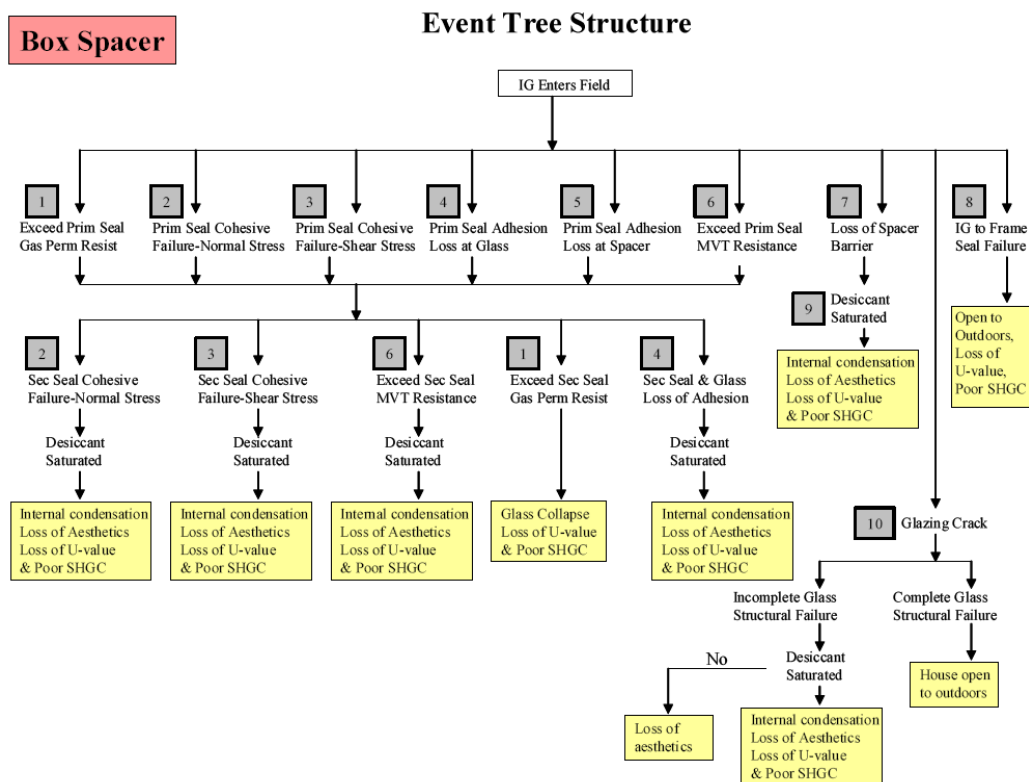 Event Tree Structure
Box Spacer
IG Enters Field
1
Exceed Prim Seal
Gas Perm Resist
2
Prim Seal Cohesive
Failure-Normal Stress
3
Prim Seal Cohesive
Failure-Shear Stress
4
Prim Seal Adhesion
Loss at Glass
5
Prim Seal Adhesion
Loss at Spacer
6
Exceed Prim Seal
MVT Resistance
7
Loss of Spacer
Barrier
8
IG to Frame
Seal Failure
9
Desiccant
Saturated
Internal condensation
Loss of Aesthetics
Loss of U-value
& Poor SHGC
Open to
Outdoors,
Loss of
U-value,
Poor SHGC
2
Sec Seal Cohesive
Failure-Normal Stress
Desiccant
Saturated
Internal condensation
Loss of Aesthetics
Loss of U-value
& Poor SHGC
3
Sec Seal Cohesive
Failure-Shear Stress
Desiccant
Saturated
Internal condensation
Loss of Aesthetics
Loss of U-value
& Poor SHGC
6
Exceed Sec Seal
MVT Resistance
Desiccant
Saturated
Internal condensation
Loss of Aesthetics
Loss of U-value
& Poor SHGC
1
Exceed Sec Seal
Gas Perm Resist
Glass Collapse
Loss of U-value
& Poor SHGC
4
Sec Seal & Glass
Loss of Adhesion
Desiccant
Saturated
Internal condensation
Loss of Aesthetics
Loss of U-value
& Poor SHGC
10
Glazing Crack
Incomplete Glass
Structural Failure
Complete Glass
Structural Failure
No
Desiccant
Saturated
House open
to outdoors
Loss of
aesthetics
Internal condensation
Loss of Aesthetics
Loss of U-value
& Poor SHGC